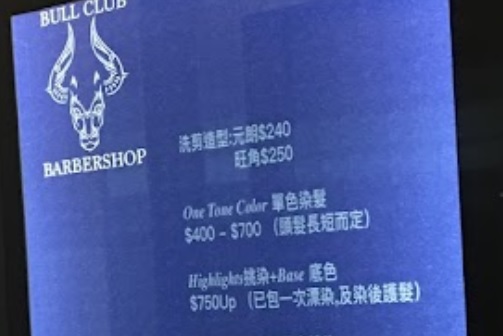 BULL CLUB
BARBERSHOP
洗剪造型:元朗$240
旺角$250
One Tone Color 單色染髮
$400 - $700 (頭髮長短而定)
Highlights挑染+Base 底色
$750Up (已包一次漂染,及染後護髮)